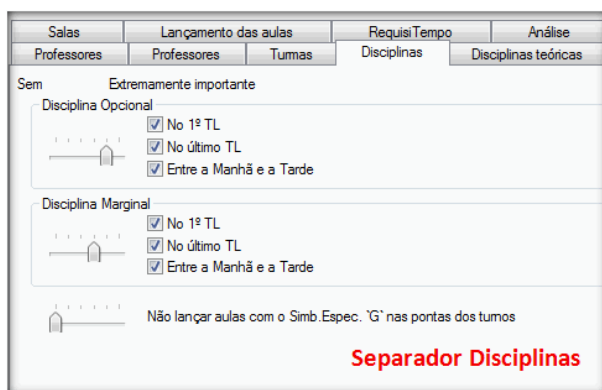 Salas Lançamento das aulas RequisiTempo Análise
Professores Professores Turmas Disciplinas Disciplinas teóricas
Sem Extremamente importante
Disciplina Opcional
No 1º TL
No último TL
Entre a Manhã e a Tarde
Disciplina Marginal
No 1º TL
No último TL
Entre a Manhã e a Tarde
Não lançar aulas com o Simb.Espec. `G` nas pontas dos turnos
Separador Disciplinas